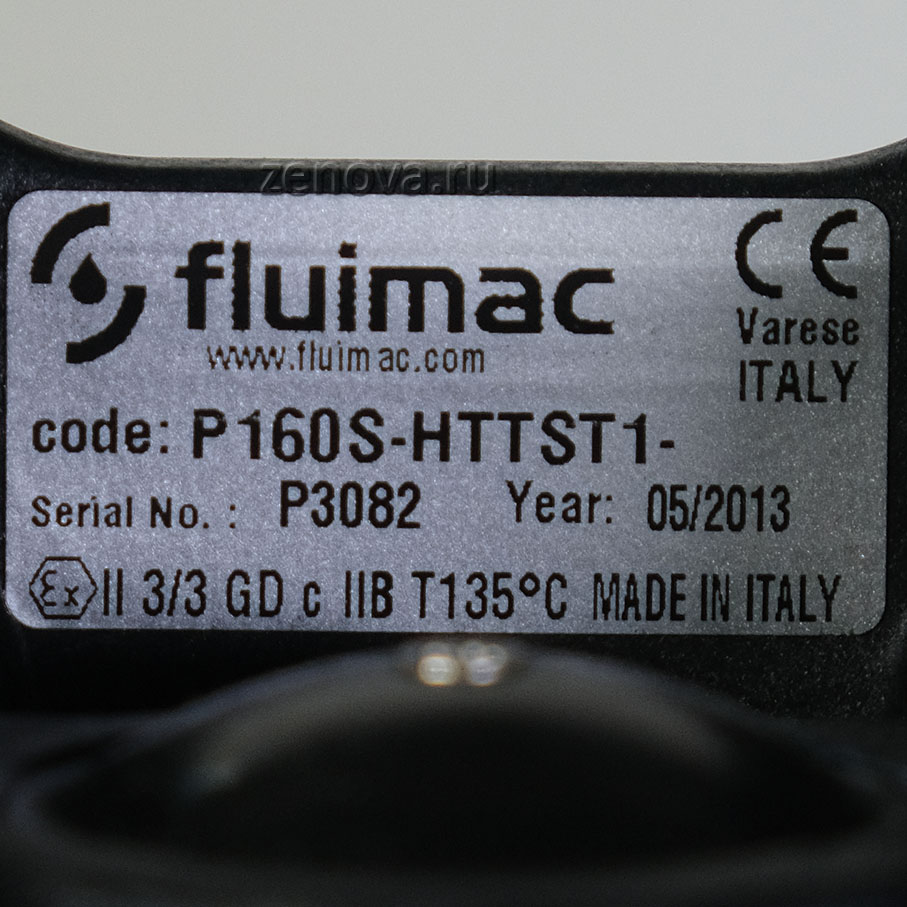 zenova.ru
fluimac
CE
www.fluimac.com
Varese
ITALY
code: P160S-HTTST1-
Serial No. : P3082 Year: 05/2013
Ex II 3/3 GD c IIB T135°C MADE IN ITALY